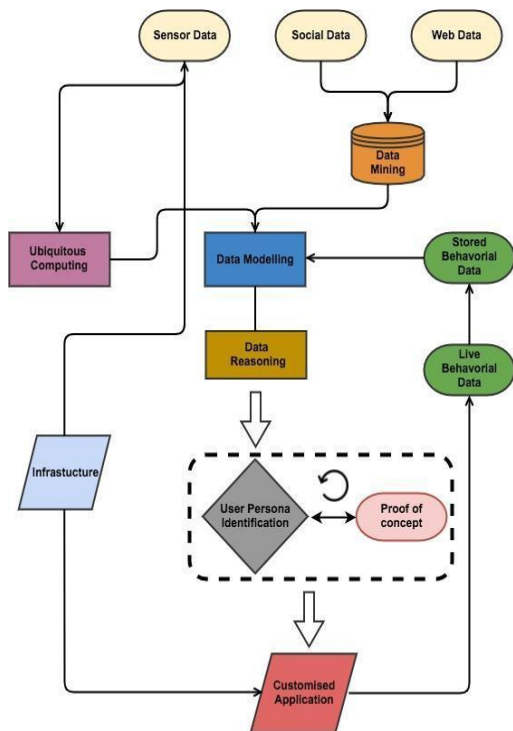 Sensor Data
Social Data
Web Data
Data
Mining
Ubiquitous
Computing
Data Modelling
Stored
Behavorial
Data
Data
Reasoning
Live
Behavorial
Data
Infrastucture
User Persona
Identification
Proof of
concept
Customised
Application